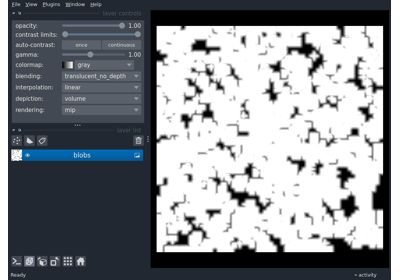 File View Plugins Window Help
layer controls
opacity: 1.00
contrast limits:
auto-contrast: once continuous
gamma: 1.00
colormap: gray
blending: translucent_no_depth
interpolation: linear
depiction: volume
rendering: mip
layer list
blobs
Ready activity